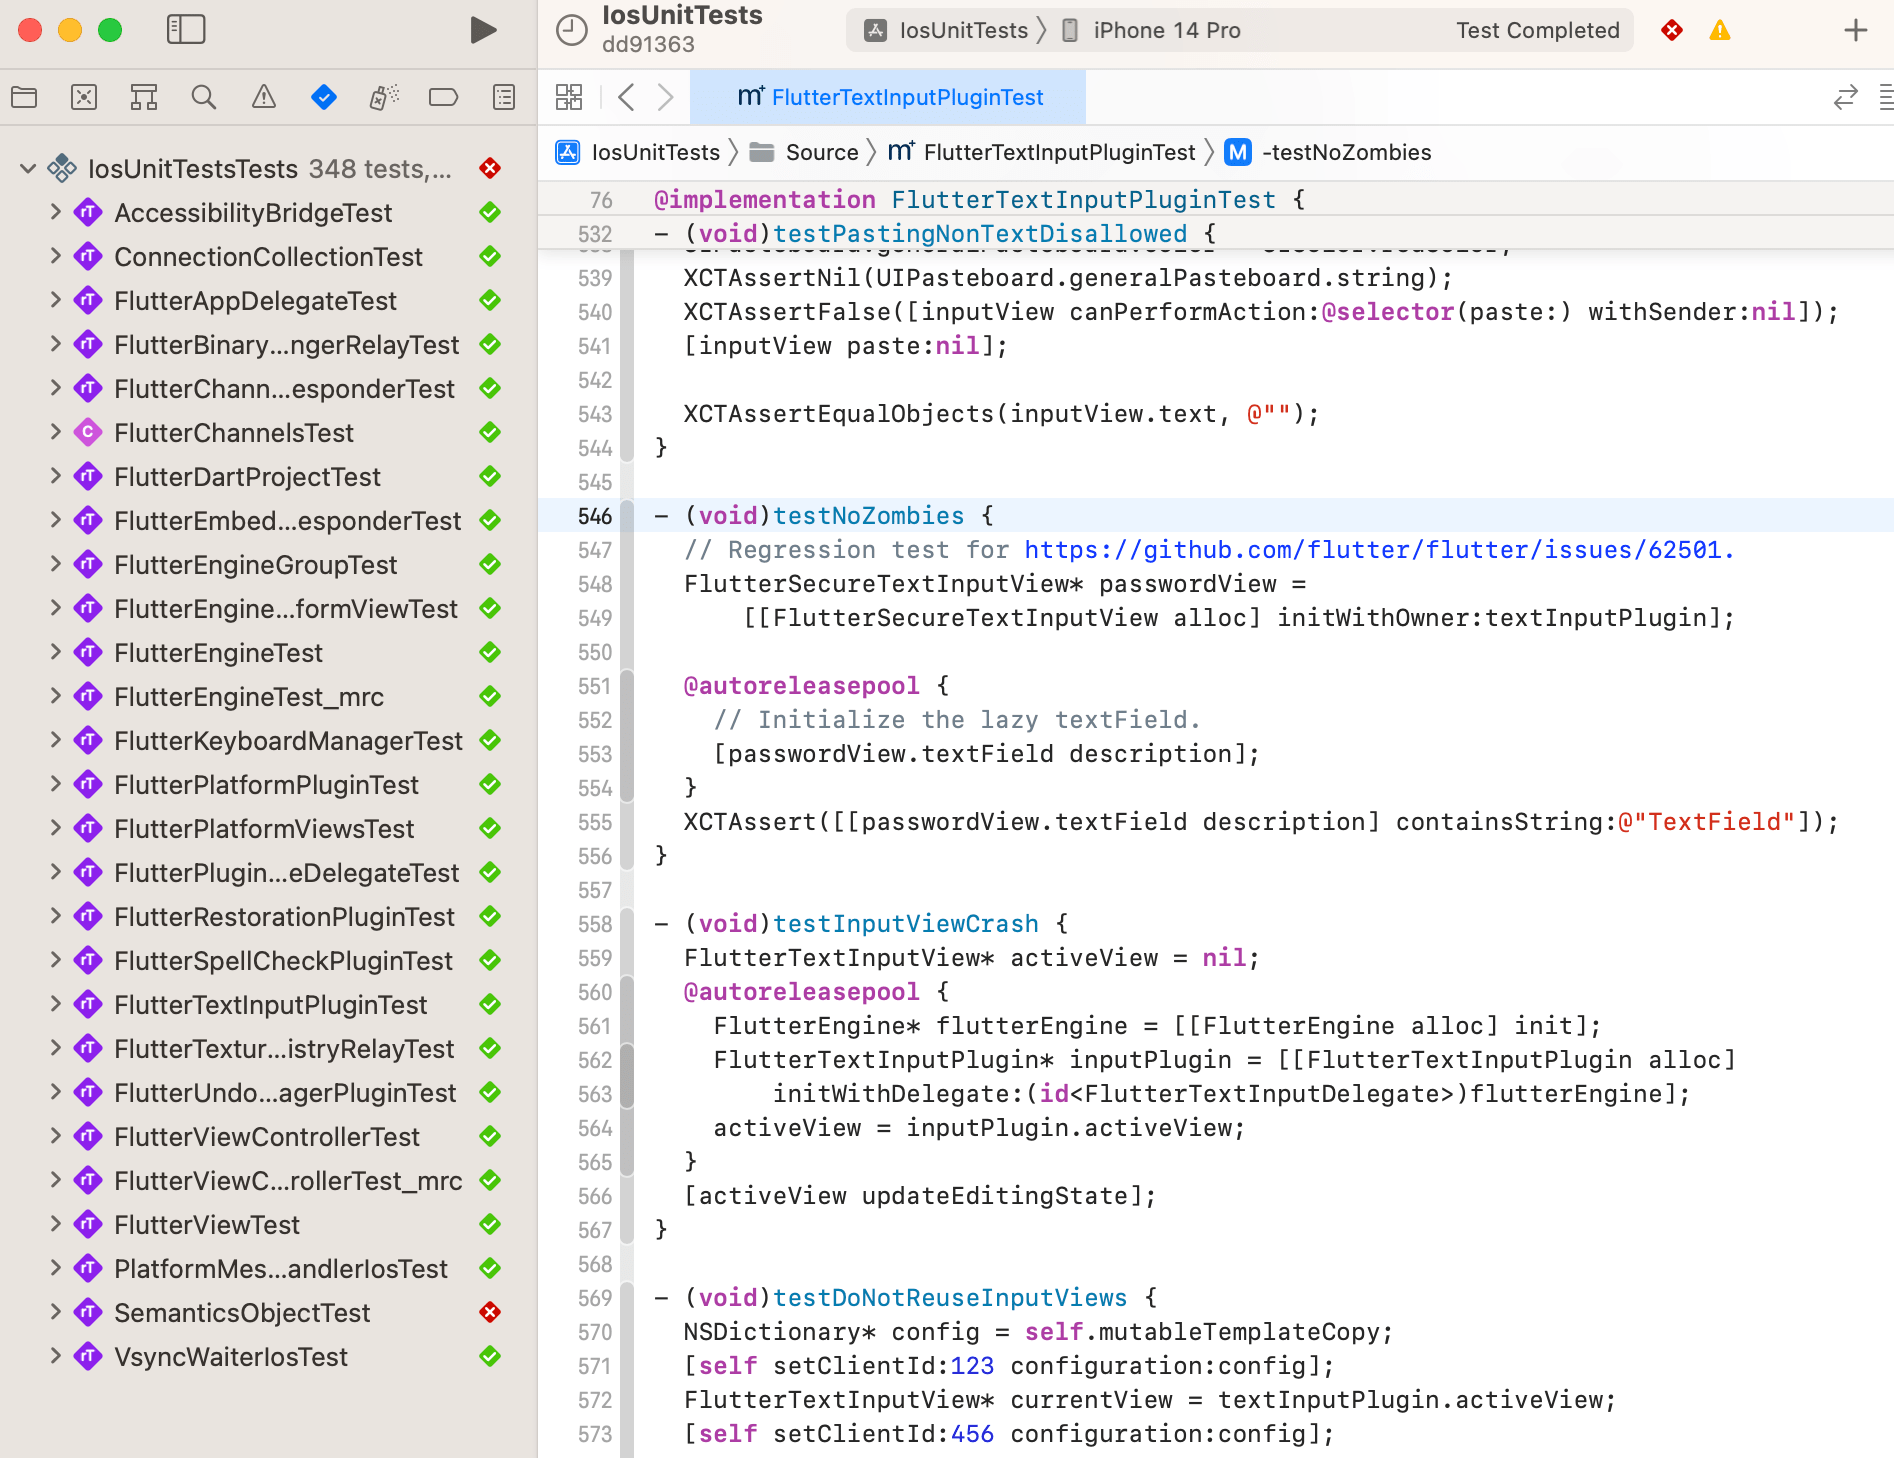 IosUnitTests
dd91363
IosUnitTests
iPhone 14 Pro
Test Completed
m+ FlutterTextInputPluginTest
IosUnitTests
Source
m+ FlutterTextInputPluginTest
M -testNoZombies
IosUnitTestsTests 348 tests,...
AccessibilityBridgeTest
ConnectionCollectionTest
FlutterAppDelegateTest
FlutterBinary...ngerRelayTest
FlutterChann...esponderTest
C FlutterChannelsTest
FlutterDartProjectTest
FlutterEmbed...esponderTest
FlutterEngineGroupTest
FlutterEngine...formViewTest
FlutterEngineTest
FlutterEngineTest_mrc
FlutterKeyboardManagerTest
FlutterPlatformPluginTest
FlutterPlatformViewsTest
FlutterPlugin...eDelegateTest
FlutterRestorationPluginTest
FlutterSpellCheckPluginTest
FlutterTextInputPluginTest
FlutterTextur...istryRelayTest
FlutterUndo...agerPluginTest
FlutterViewControllerTest
FlutterViewC...rollerTest_mrc
FlutterViewTest
PlatformMes...andlerIosTest
SemanticsObjectTest
VsyncWaiterIosTest
76 @implementation FlutterTextInputPluginTest {
532 - (void)testPastingNonTextDisallowed {
539 XCTAssertNil(UIPasteboard.generalPasteboard.string);
540 XCTAssertFalse([inputView canPerformAction:@selector(paste:) withSender:nil]);
541 [inputView paste:nil];
542
543 XCTAssertEqualObjects(inputView.text, @"");
544 }
545
546 - (void)testNoZombies {
547 // Regression test for https://github.com/flutter/flutter/issues/62501.
548 FlutterSecureTextInputView* passwordView =
549 [[FlutterSecureTextInputView alloc] initWithOwner:textInputPlugin];
550
551 @autoreleasepool {
552 // Initialize the lazy textField.
553 [passwordView.textField description];
554 }
555 XCTAssert([[passwordView.textField description] containsString:@"TextField"]);
556 }
557
558 - (void)testInputViewCrash {
559 FlutterTextInputView* activeView = nil;
560 @autoreleasepool {
561 FlutterEngine* flutterEngine = [[FlutterEngine alloc] init];
562 FlutterTextInputPlugin* inputPlugin = [[FlutterTextInputPlugin alloc]
563 initWithDelegate:(id<FlutterTextInputDelegate>)flutterEngine];
564 activeView = inputPlugin.activeView;
565 }
566 [activeView updateEditingState];
567 }
568
569 - (void)testDoNotReuseInputViews {
570 NSDictionary* config = self.mutableTemplateCopy;
571 [self setClientId:123 configuration:config];
572 FlutterTextInputView* currentView = textInputPlugin.activeView;
573 [self setClientId:456 configuration:config];